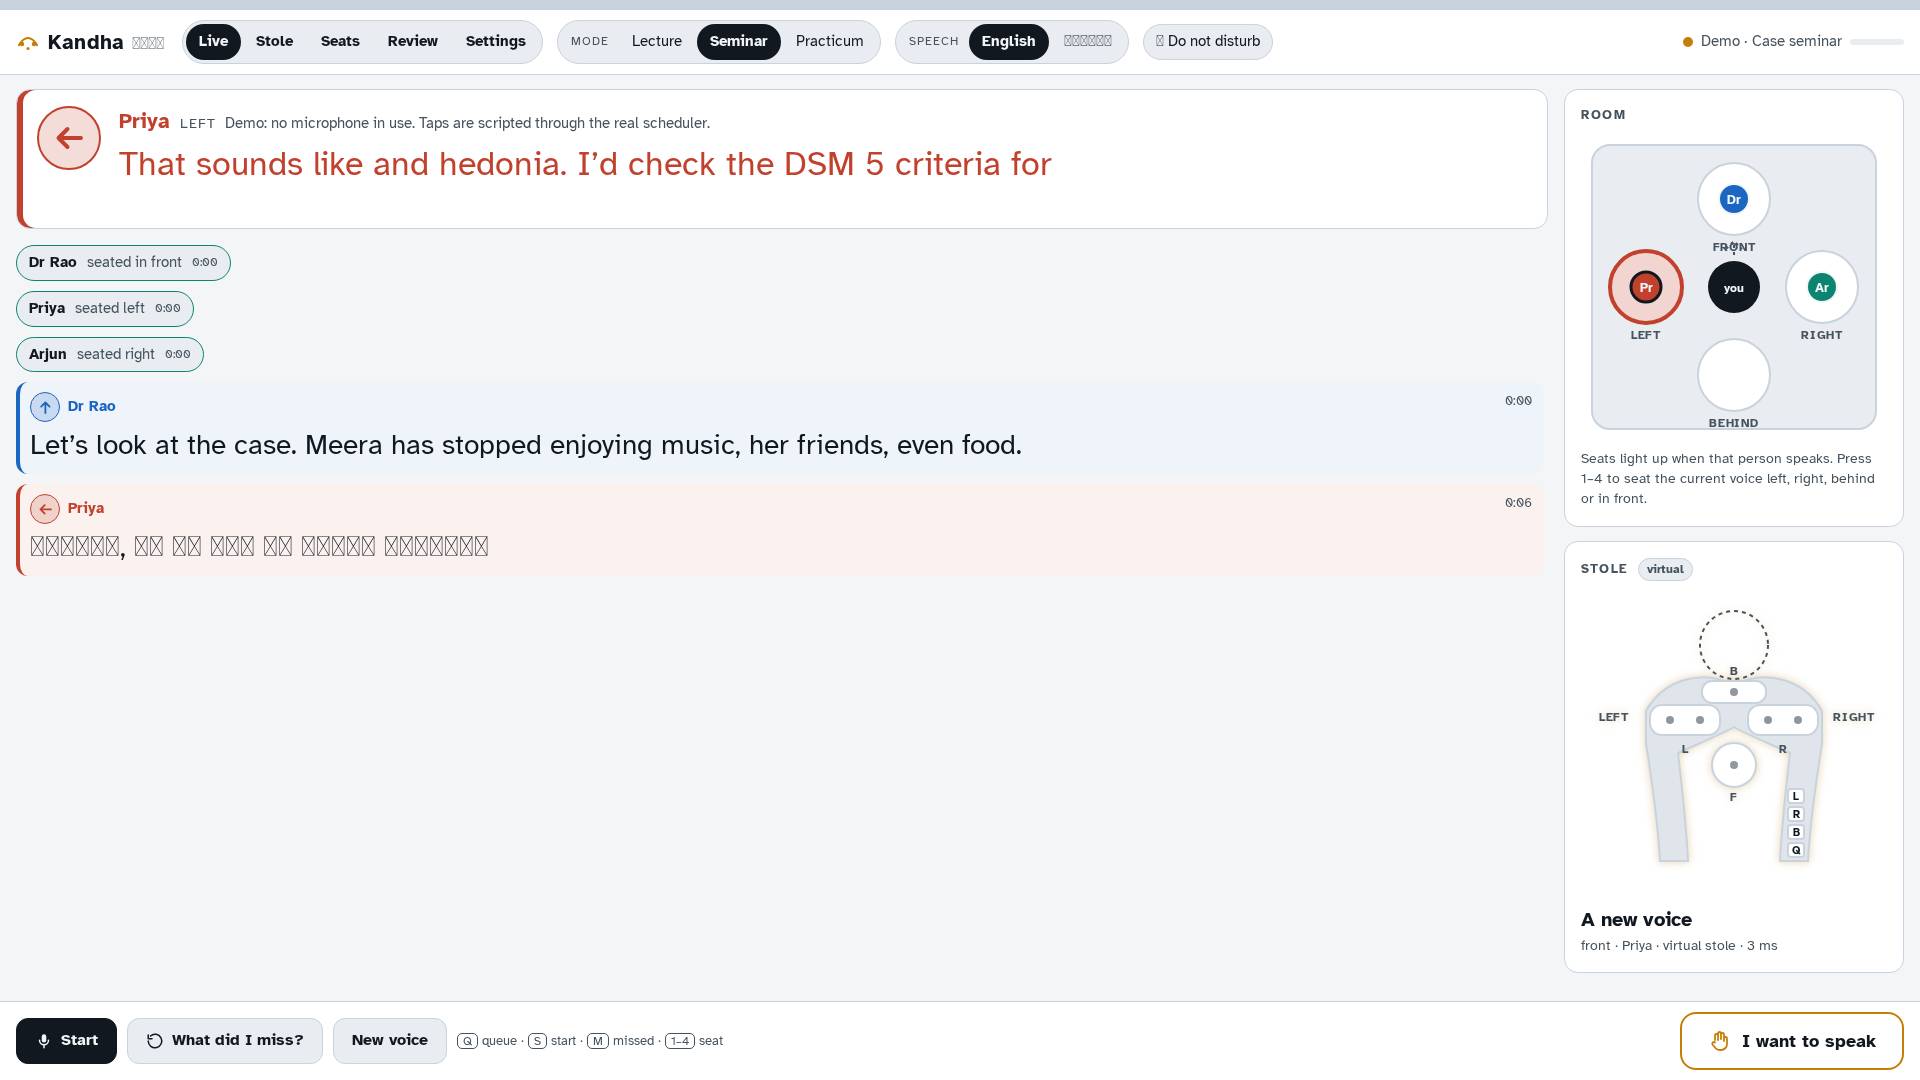 Kandha
Live Stole Seats Review Settings
MODE Lecture Seminar Practicum
SPEECH English
Do not disturb
Demo · Case seminar
Priya LEFT Demo: no microphone in use. Taps are scripted through the real scheduler.
That sounds like and hedonia. I’d check the DSM 5 criteria for
Dr Rao seated in front 0:00
Priya seated left 0:00
Arjun seated right 0:00
Dr Rao 0:00
Let’s look at the case. Meera has stopped enjoying music, her friends, even food.
Priya 0:06
ROOM
Dr
FRONT
Pr
you
Ar
LEFT
RIGHT
BEHIND
Seats light up when that person speaks. Press
1–4 to seat the current voice left, right, behind
or in front.
STOLE virtual
B
LEFT
RIGHT
L
R
F
L
R
B
Q
A new voice
front · Priya · virtual stole · 3 ms
Start What did I miss? New voice Q queue · S start · M missed · 1–4 seat
I want to speak